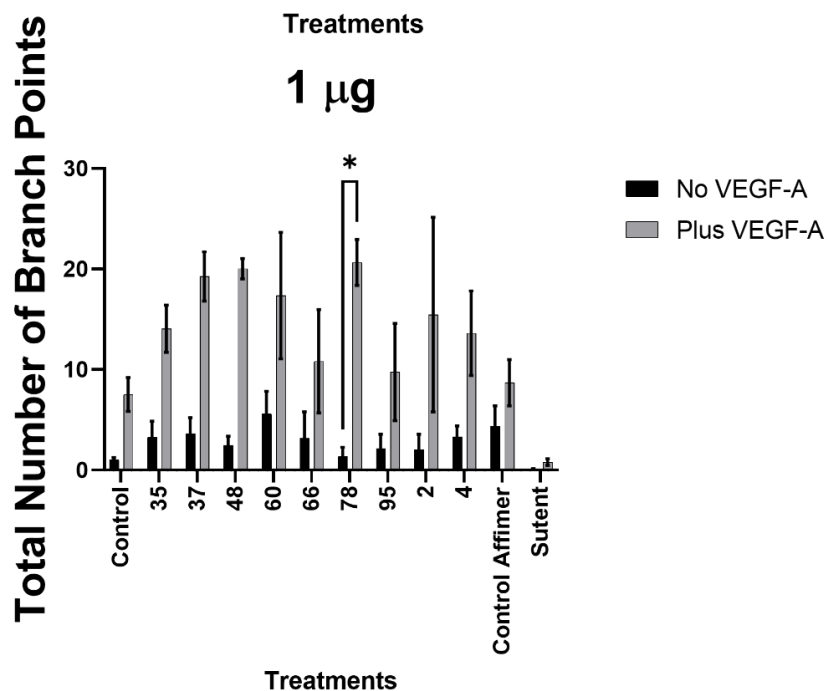 Treatments
1 μg
Total Number of Branch Points
30
20
10
0
*
No VEGF-A
Plus VEGF-A
Control
35
37
48
60
66
78
95
2
4
Control Affimer
Sutent
Treatments